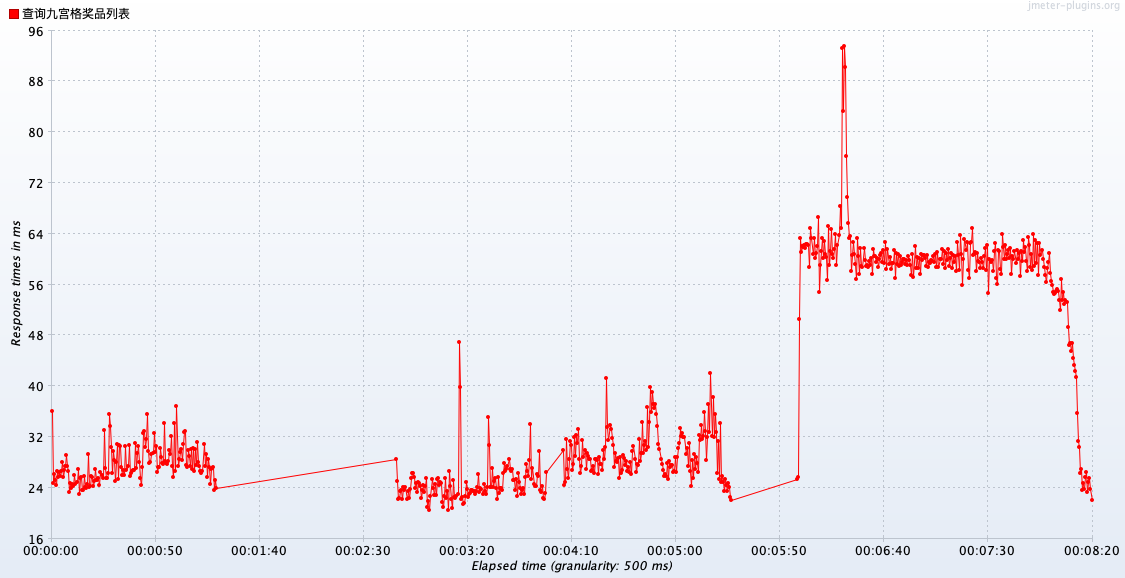 jmeter-plugins.org
查询九宫格奖品列表
96
88
80
72
64
56
48
40
32
24
16
Response times in ms
00:00:00 00:00:50 00:01:40 00:02:30 00:03:20 00:04:10 00:05:00 00:05:50 00:06:40 00:07:30 00:08:20
Elapsed time (granularity: 500 ms)